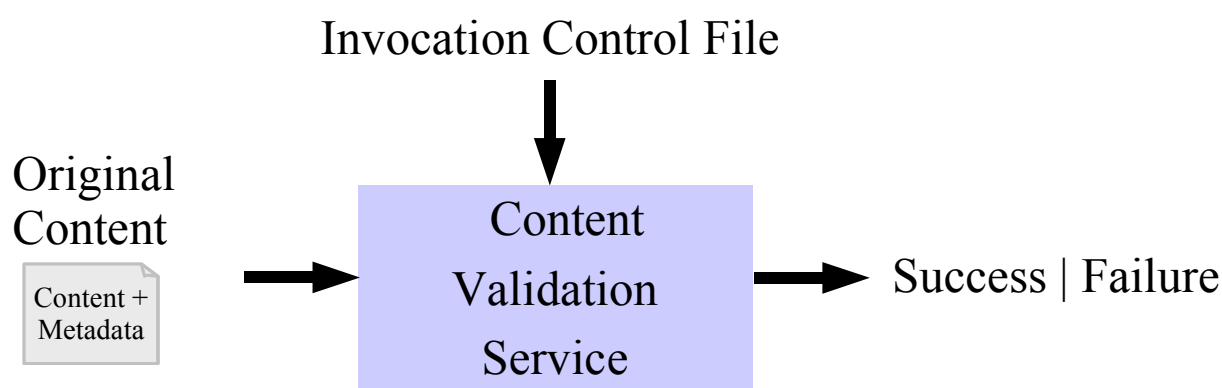 Invocation Control File
Original
Content
Content +
Metadata
Content
Validation
Service
Success | Failure